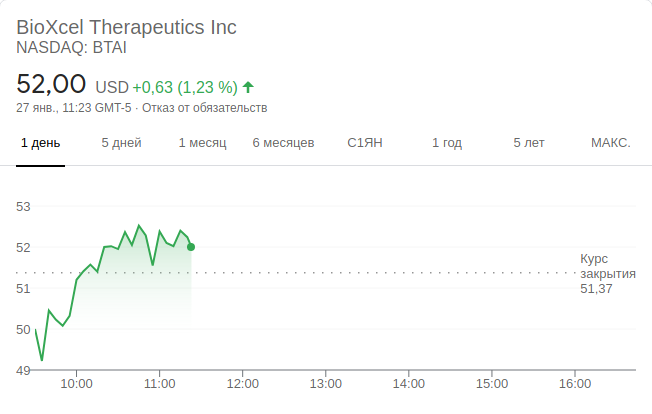 BioXcel Therapeutics Inc
NASDAQ: BTAI
52,00 USD +0,63 (1,23 %)
27 янв., 11:23 GMT-5 · Отказ от обязательств
1 день 5 дней 1 месяц 6 месяцев С1ЯН 1 год 5 лет МАКС.
53
52
Курс
закрытия
51,37
51
50
49
10:00 11:00 12:00 13:00 14:00 15:00 16:00